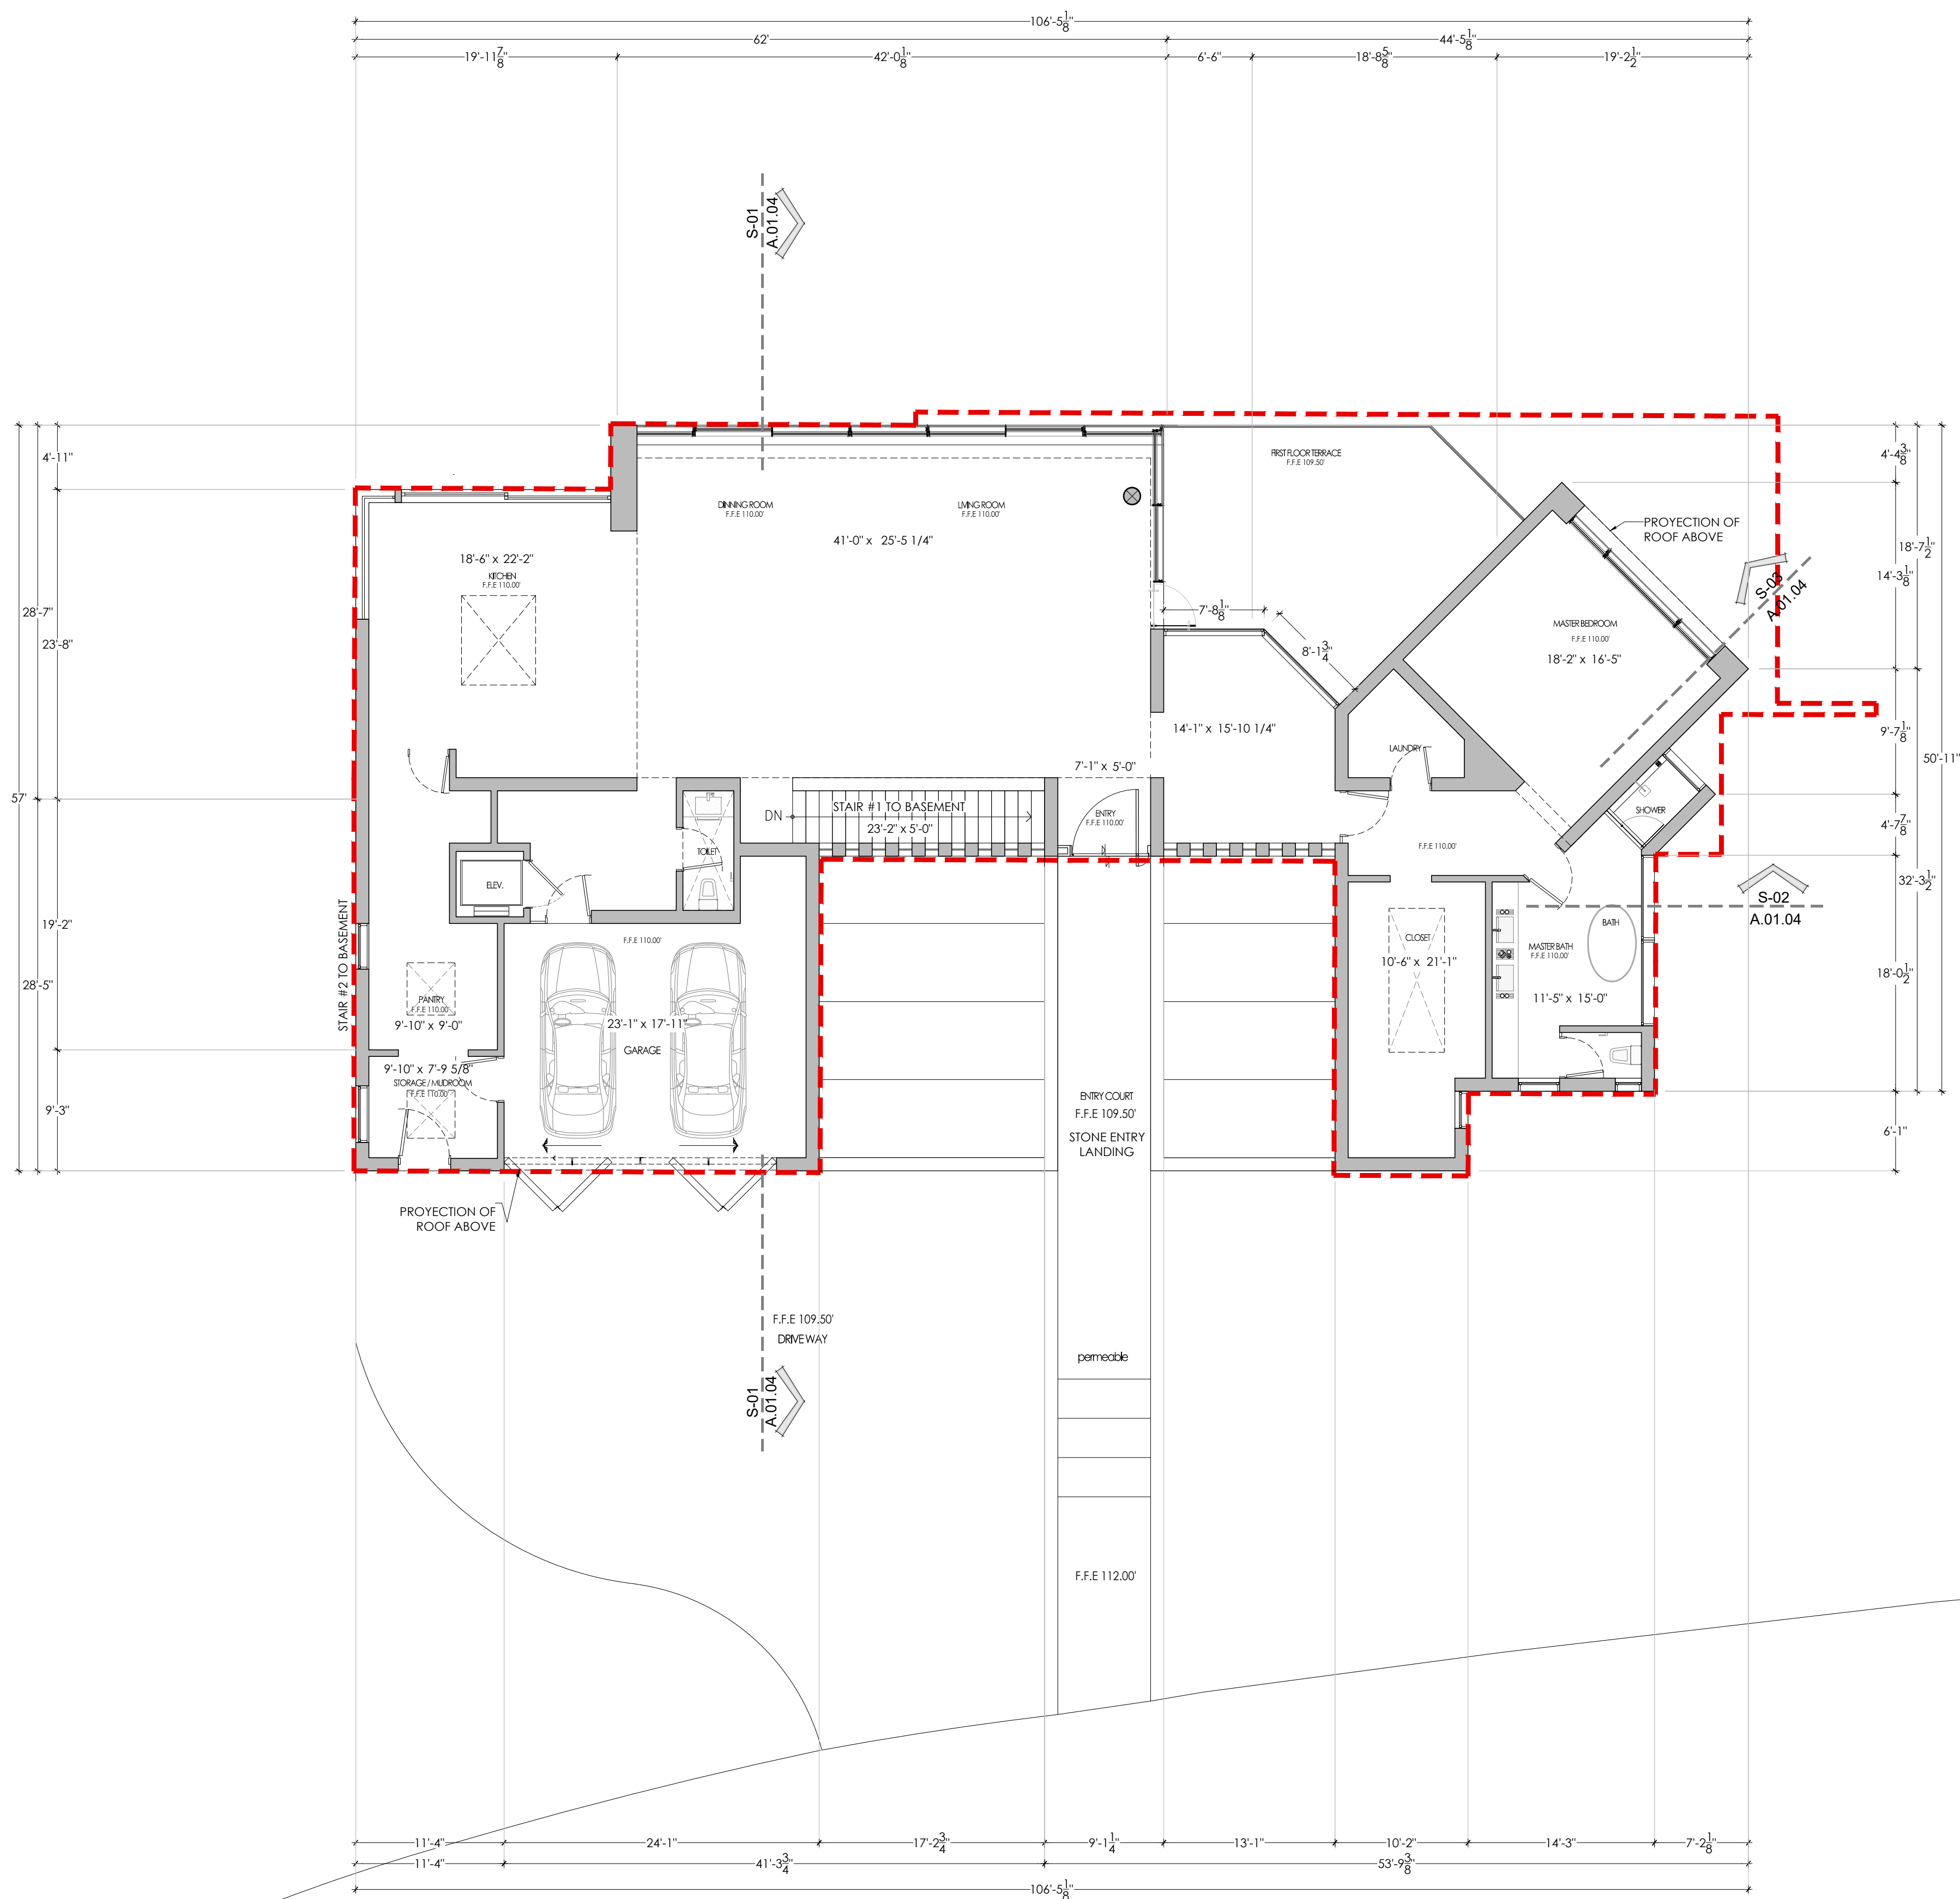 106'-5 1/8"
62'
44'-5 1/8"
19'-11 7/8"
42'-0 1/8"
6'-6"
18'-8 5/8"
19'-2 1/2"
S-01
A.01.04
4'-11"
28'-7"
23'-8"
57'
19'-2"
28'-5"
9'-3"
STAIR #2 TO BASEMENT
18'-6" x 22'-2"
KITCHEN
F.F.E 110.00'
DINNING ROOM
F.F.E 110.00'
LIVING ROOM
F.F.E 110.00'
41'-0" x 25'-5 1/4"
FIRST FLOOR TERRACE
F.F.E 109.50'
PROYECTION OF
ROOF ABOVE
S-03
A.01.04
7'-8 1/8"
8'-1 3/4"
MASTER BEDROOM
F.F.E 110.00'
18'-2" x 16'-5"
14'-1" x 15'-10 1/4"
LAUNDRY
7'-1" x 5'-0"
ENTRY
F.F.E 110.00'
DN
STAIR #1 TO BASEMENT
23'-2" x 5'-0"
TOILET
ELEV.
SHOWER
F.F.E 110.00'
S-02
A.01.04
F.F.E 110.00'
PANTRY
F.F.E 110.00'
9'-10" x 9'-0"
23'-1" x 17'-11"
GARAGE
9'-10" x 7'-9 5/8"
STORAGE / MUDROOM
F.F.E 110.00'
CLOSET
10'-6" x 21'-1"
BATH
MASTER BATH
F.F.E 110.00'
11'-5" x 15'-0"
ENTRY COURT
F.F.E 109.50'
STONE ENTRY
LANDING
PROYECTION OF
ROOF ABOVE
F.F.E 109.50'
DRIVEWAY
permeable
S-01
A.01.04
F.F.E 112.00'
4'-4 3/8"
18'-7 1/2"
14'-3 1/8"
9'-7 1/8"
50'-11"
4'-7 7/8"
32'-3 1/2"
18'-0 1/2"
6'-1"
11'-4"
24'-1"
17'-2 3/4"
9'-1 1/4"
13'-1"
10'-2"
14'-3"
7'-2 1/8"
11'-4"
41'-3 3/4"
53'-9 3/8"
106'-5 1/8"